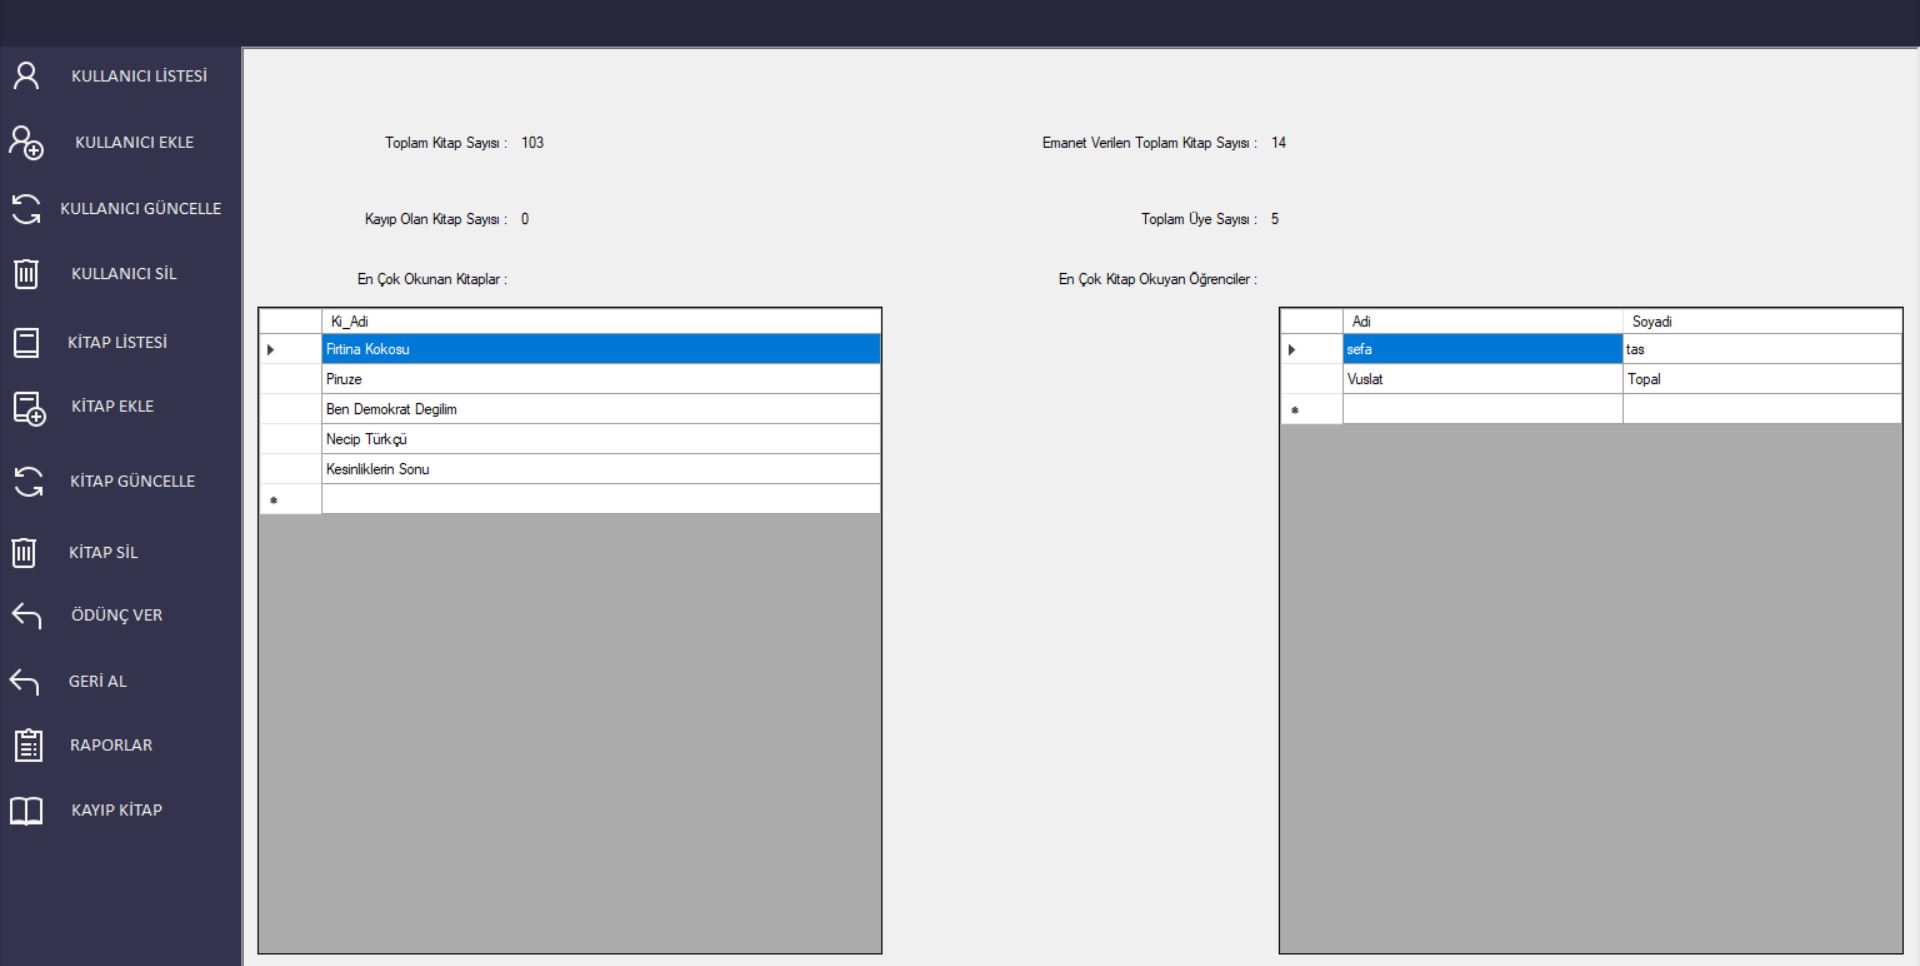 KULLANICI LİSTESİ
KULLANICI EKLE
KULLANICI GÜNCELLE
KULLANICI SİL
KİTAP LİSTESİ
KİTAP EKLE
KİTAP GÜNCELLE
KİTAP SİL
ÖDÜNÇ VER
GERİ AL
RAPORLAR
KAYIP KİTAP
Toplam Kitap Sayısı : 103
Emanet Verilen Toplam Kitap Sayısı : 14
Kayıp Olan Kitap Sayısı : 0
Toplam Üye Sayısı : 5
En Çok Okunan Kitaplar :
En Çok Kitap Okuyan Öğrenciler :
Ki_Adi
Firtina Kokosu
Piruze
Ben Demokrat Degilim
Necip Türkçü
Kesinliklerin Sonu
Adi Soyadi
sefa tas
Vuslat Topal